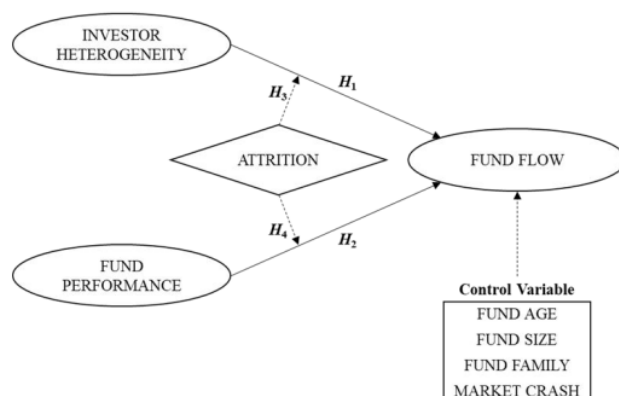 INVESTOR
HETEROGENEITY
H1
H3
ATTRITION
FUND FLOW
H4
H2
FUND
PERFORMANCE
Control Variable
FUND AGE
FUND SIZE
FUND FAMILY
MARKET CRASH